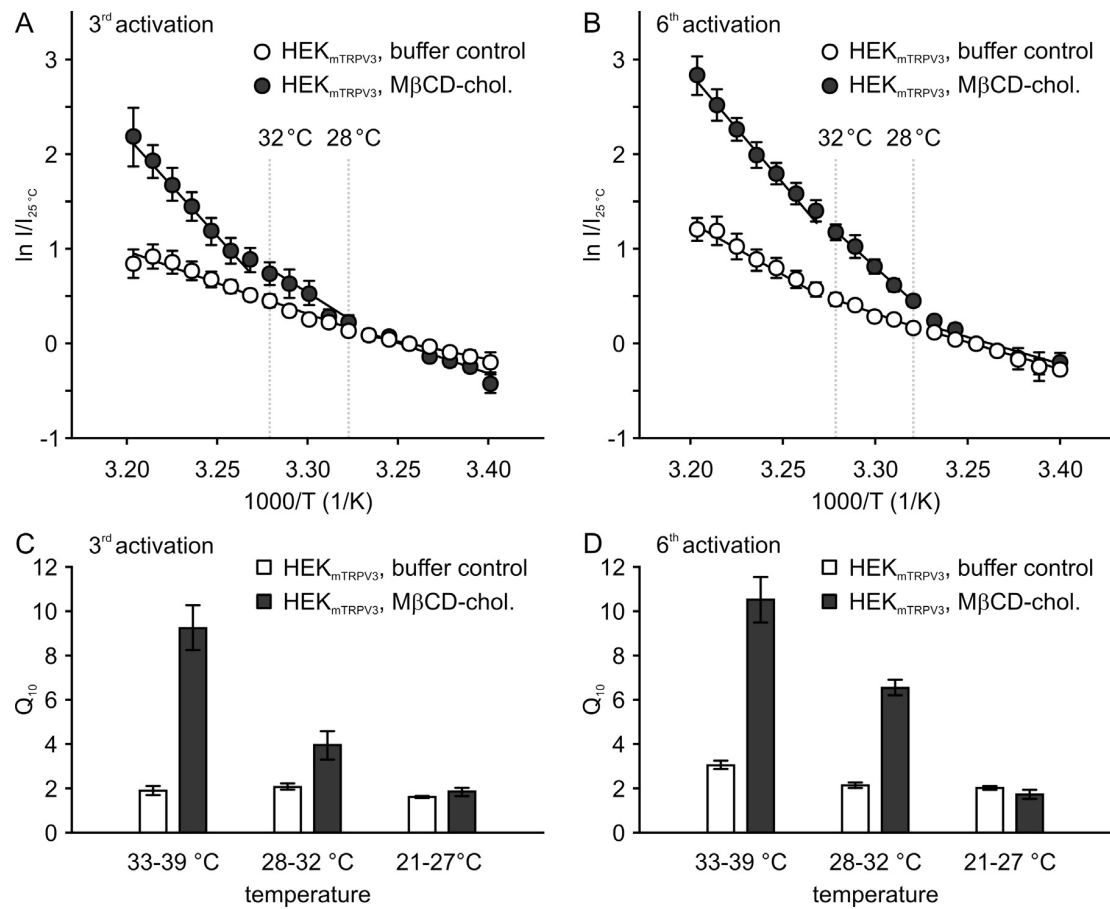 A 3rd activation
HEKmTRPV3, buffer control
HEKmTRPV3, MβCD-chol.
32 °C 28 °C
ln I/I25 °C
3
2
1
0
-1
3.20 3.25 3.30 3.35 3.40
1000/T (1/K)
B 6th activation
HEKmTRPV3, buffer control
HEKmTRPV3, MβCD-chol.
32 °C 28 °C
ln I/I25 °C
3
2
1
0
-1
3.20 3.25 3.30 3.35 3.40
1000/T (1/K)
C 3rd activation
HEKmTRPV3, buffer control
HEKmTRPV3, MβCD-chol.
Q10
12
10
8
6
4
2
0
33-39 °C 28-32 °C 21-27°C
temperature
D 6th activation
HEKmTRPV3, buffer control
HEKmTRPV3, MβCD-chol.
Q10
12
10
8
6
4
2
0
33-39 °C 28-32 °C 21-27 °C
temperature